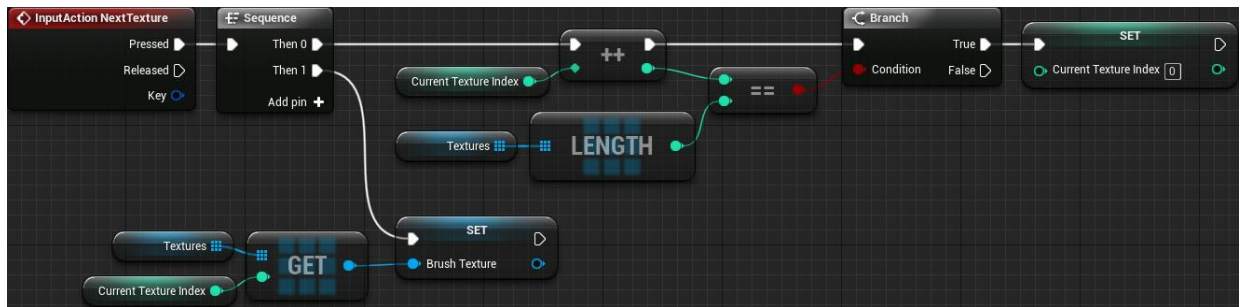 InputAction NextTexture
Pressed
Released
Key
Sequence
Then 0
Then 1
Add pin +
Current Texture Index
++
==
Textures
LENGTH
Branch
Condition
True
False
SET
Current Texture Index 0
Textures
Current Texture Index
GET
SET
Brush Texture